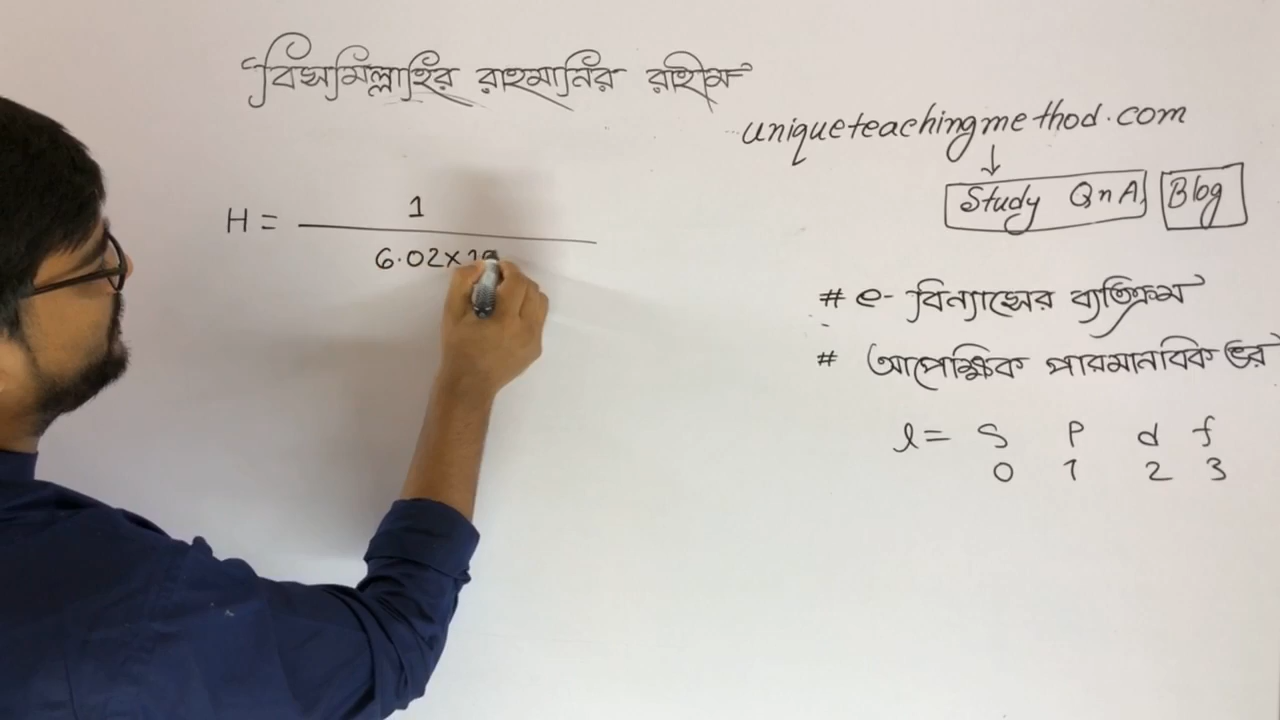 বিসমিল্লাহির রাহমানির রাহীম
uniqueteachingmethod.com
↓
Study QnA, Blog
H = 1
6.02×10
# e- বিন্যাসের ব্যতিক্রম
# আপেক্ষিক পারমানবিক ভর
l = S P d f
0 1 2 3